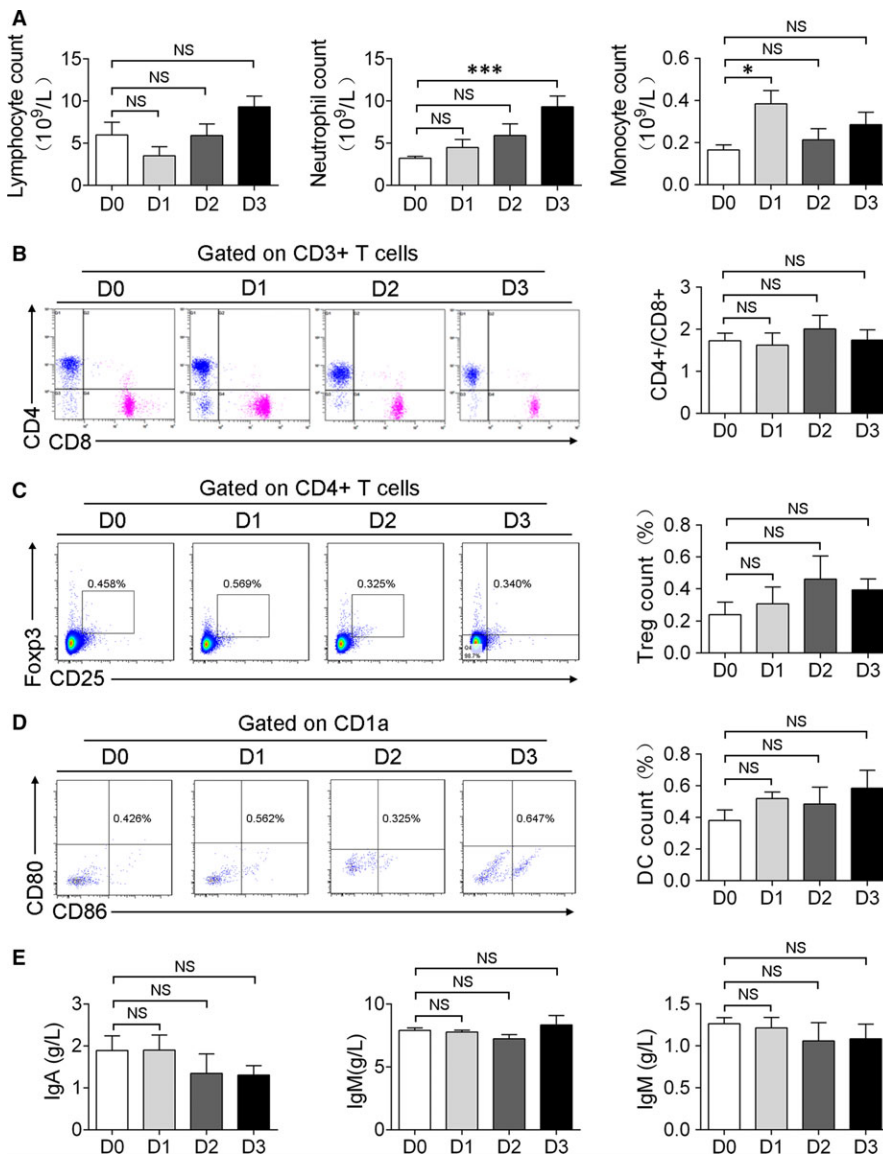 A
Lymphocyte count
(10⁹/L)
15
10
5
0
NS
NS
NS
D0 D1 D2 D3
Neutrophil count
(10⁹/L)
15
10
5
0
***
NS
NS
D0 D1 D2 D3
Monocyte count
(10⁹/L)
0.6
0.4
0.2
0.0
NS
NS
*
D0 D1 D2 D3
B
Gated on CD3+ T cells
D0 D1 D2 D3
CD4
CD8
CD4+/CD8+
3
2
1
0
NS
NS
NS
D0 D1 D2 D3
C
Gated on CD4+ T cells
D0 D1 D2 D3
0.458% 0.569% 0.325% 0.340%
Foxp3
CD25
Treg count (%)
0.8
0.6
0.4
0.2
0.0
NS
NS
NS
D0 D1 D2 D3
D
Gated on CD1a
D0 D1 D2 D3
0.426% 0.562% 0.325% 0.647%
CD80
CD86
DC count (%)
0.8
0.6
0.4
0.2
0.0
NS
NS
NS
D0 D1 D2 D3
E
IgA (g/L)
3
2
1
0
NS
NS
NS
D0 D1 D2 D3
IgM(g/L)
10
5
0
NS
NS
NS
D0 D1 D2 D3
IgM (g/L)
1.5
1.0
0.5
0.0
NS
NS
NS
D0 D1 D2 D3